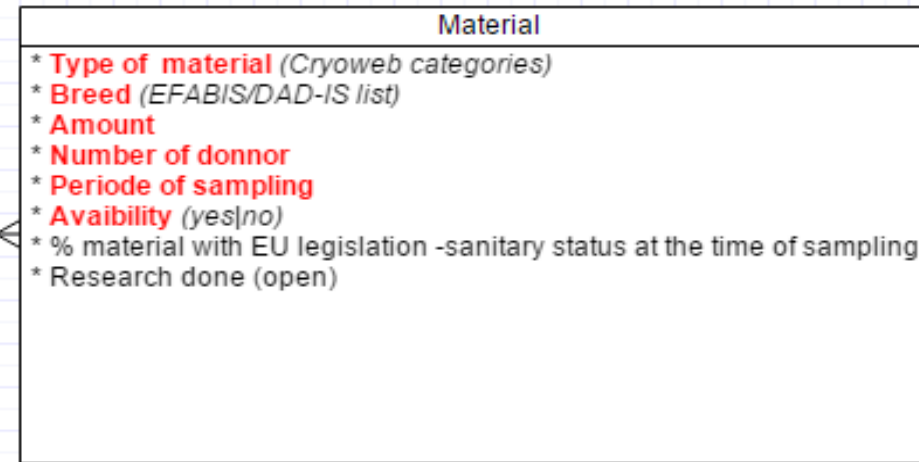 Material
* Type of material (Cryoweb categories)
* Breed (EFABIS/DAD-IS list)
* Amount
* Number of donnor
* Periode of sampling
* Avaibility (yes|no)
* % material with EU legislation -sanitary status at the time of sampling
* Research done (open)